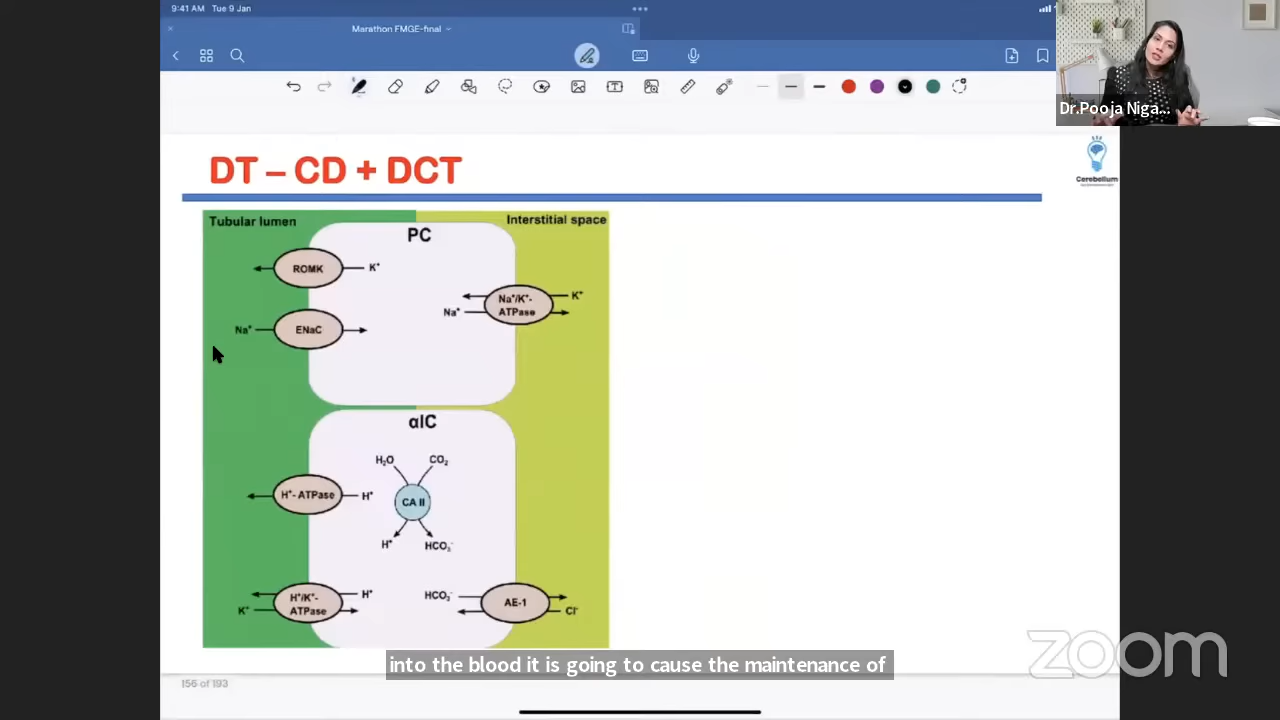 9:41 AM Tue 9 Jan
Marathon FMGE-final
Dr.Pooja Niga...
DT – CD + DCT
Cerebellum
Tubular lumen
Interstitial space
PC
ROMK
K⁺
Na⁺/K⁺-
ATPase
K⁺
Na⁺
Na⁺
ENaC
αIC
H₂O
CO₂
H⁺- ATPase
H⁺
CA II
H⁺
HCO₃⁻
H⁺/K⁺-
ATPase
H⁺
K⁺
HCO₃⁻
AE-1
Cl⁻
into the blood it is going to cause the maintenance of
zoom
156 of 193